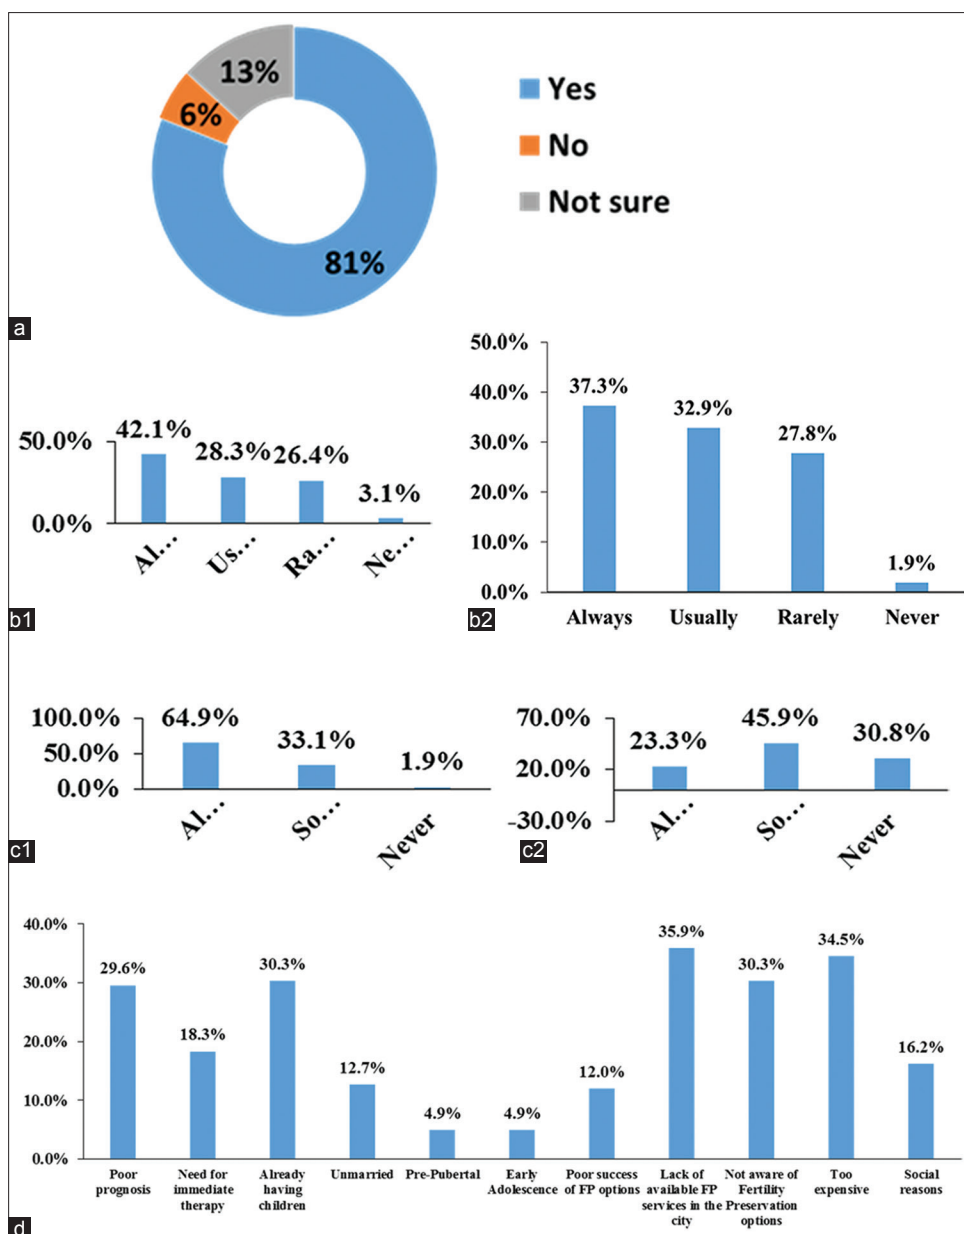 13%
Yes
6%
No
Not sure
81%
a
50.0%
42.1%
28.3%
26.4%
3.1%
0.0%
Al...
Us...
Ra...
Ne...
b1
50.0%
40.0%
30.0%
20.0%
10.0%
0.0%
37.3%
32.9%
27.8%
1.9%
Always
Usually
Rarely
Never
b2
100.0%
50.0%
0.0%
64.9%
33.1%
1.9%
Al...
So...
Never
c1
70.0%
20.0%
-30.0%
23.3%
45.9%
30.8%
Al...
So...
Never
c2
40.0%
30.0%
20.0%
10.0%
0.0%
29.6%
18.3%
30.3%
12.7%
4.9%
4.9%
12.0%
35.9%
30.3%
34.5%
16.2%
Poor
prognosis
Need for
immediate
therapy
Already
having
children
Unmarried
Pre-Pubertal
Early
Adolescence
Poor success
of FP options
Lack of
available FP
services in the
city
Not aware of
Fertility
Preservation
options
Too
expensive
Social
reasons
d